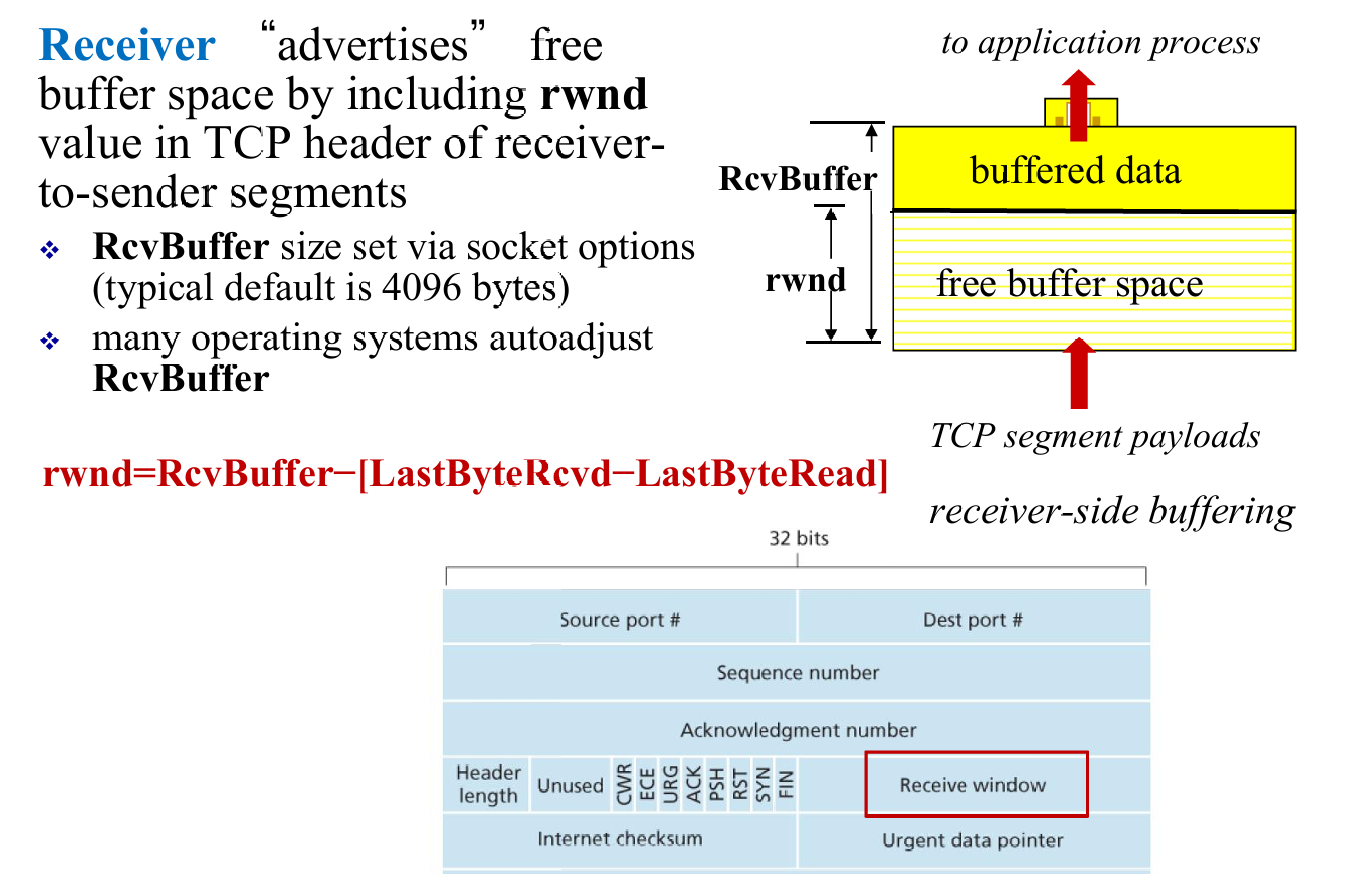 Receiver “advertises” free
buffer space by including rwnd
value in TCP header of receiver-
to-sender segments
❖ RcvBuffer size set via socket options
(typical default is 4096 bytes)
❖ many operating systems autoadjust
RcvBuffer
rwnd=RcvBuffer−[LastByteRcvd−LastByteRead]
to application process
RcvBuffer
buffered data
rwnd
free buffer space
TCP segment payloads
receiver-side buffering
32 bits
Source port #
Dest port #
Sequence number
Acknowledgment number
Header
length
Unused
CWR
ECE
URG
ACK
PSH
RST
SYN
FIN
Receive window
Internet checksum
Urgent data pointer